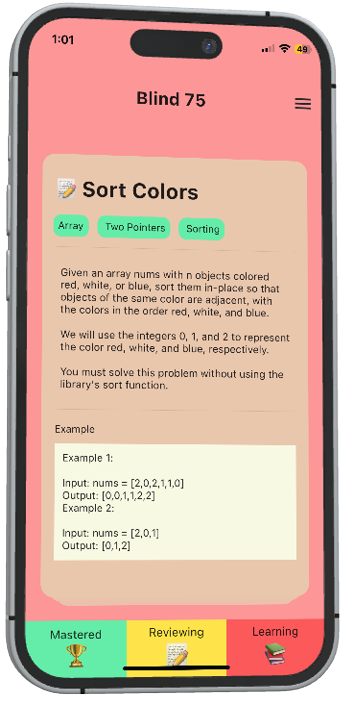 1:01
49
Blind 75
Sort Colors
Array Two Pointers Sorting
Given an array nums with n objects colored
red, white, or blue, sort them in-place so that
objects of the same color are adjacent, with
the colors in the order red, white, and blue.
We will use the integers 0, 1, and 2 to represent
the color red, white, and blue, respectively.
You must solve this problem without using the
library's sort function.
Example
Example 1:
Input: nums = [2,0,2,1,1,0]
Output: [0,0,1,1,2,2]
Example 2:
Input: nums = [2,0,1]
Output: [0,1,2]
Mastered Reviewing Learning